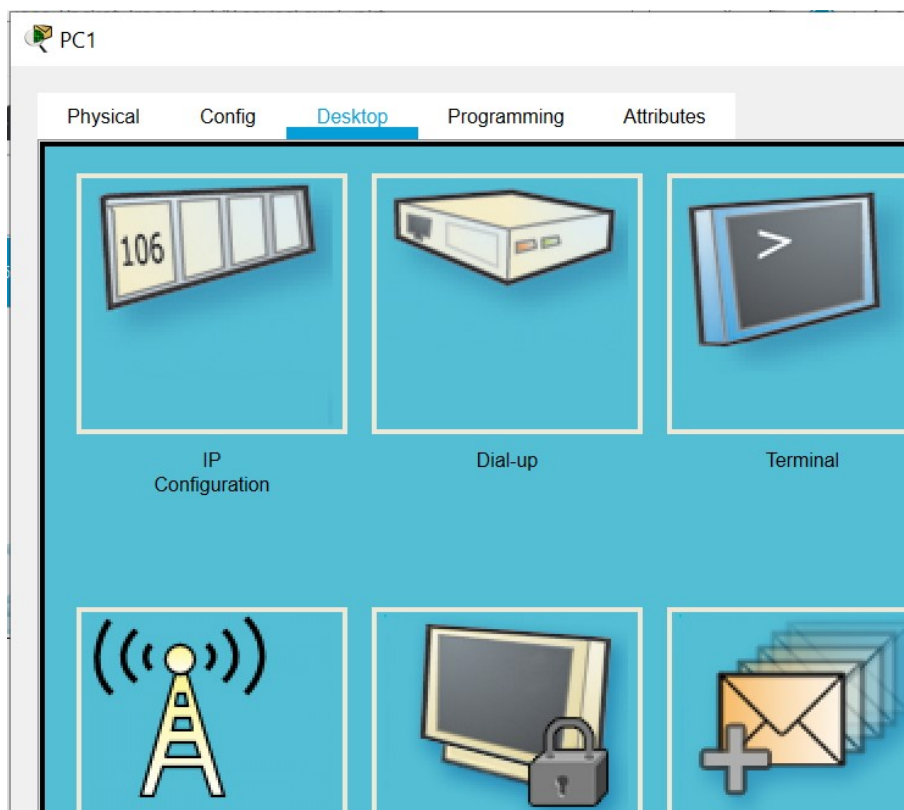 PC1
Physical Config Desktop Programming Attributes
106
>
IP
Configuration
Dial-up
Terminal